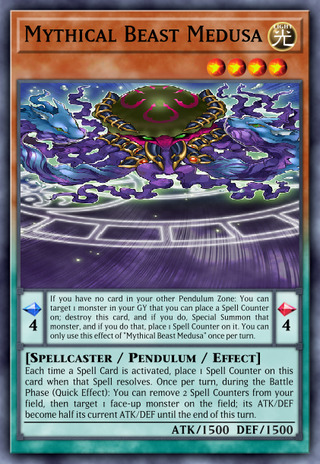 Mythical Beast Medusa
LIGHT
光
If you have no card in your other Pendulum Zone: You can
target 1 monster in your GY that you can place a Spell Counter
on; destroy this card, and if you do, Special Summon that
monster, and if you do that, place 1 Spell Counter on it. You can
only use this effect of "Mythical Beast Medusa" once per turn.
4
4
[Spellcaster / Pendulum / Effect]
Each time a Spell Card is activated, place 1 Spell Counter on this
card when that Spell resolves. Once per turn, during the Battle
Phase (Quick Effect): You can remove 2 Spell Counters from your
field, then target 1 face-up monster on the field; its ATK/DEF
become half its current ATK/DEF until the end of this turn.
ATK/1500 DEF/1500